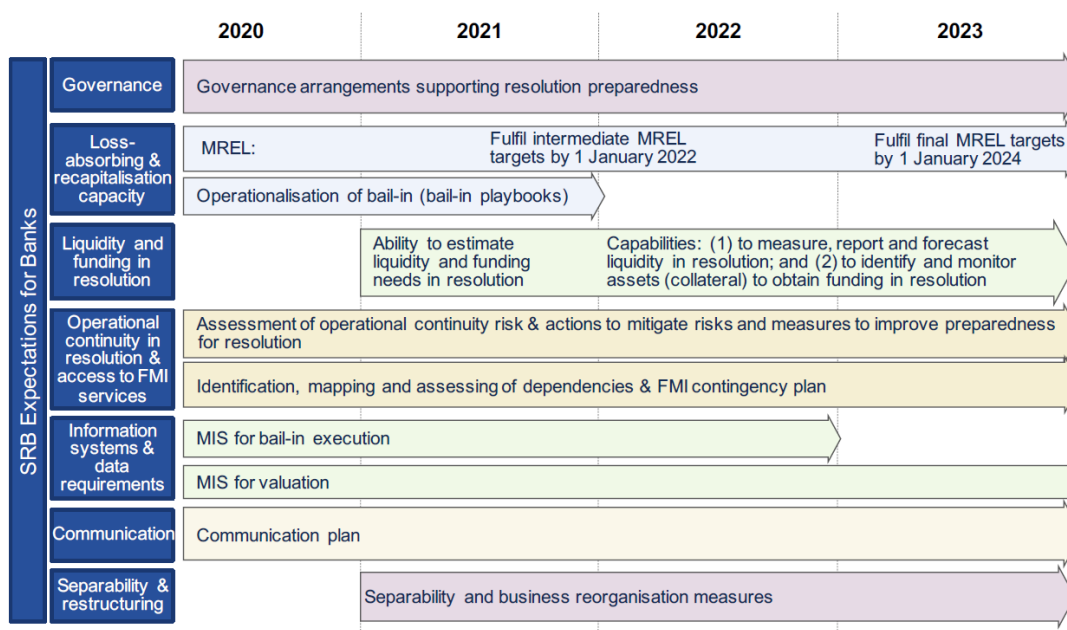 2020 2021 2022 2023
SRB Expectations for Banks
Governance
Governance arrangements supporting resolution preparedness
Loss-
absorbing &
recapitalisation
capacity
MREL:
Fulfil intermediate MREL
targets by 1 January 2022
Fulfil final MREL targets
by 1 January 2024
Operationalisation of bail-in (bail-in playbooks)
Liquidity and
funding in
resolution
Ability to estimate
liquidity and funding
needs in resolution
Capabilities: (1) to measure, report and forecast
liquidity in resolution; and (2) to identify and monitor
assets (collateral) to obtain funding in resolution
Operational
continuity in
resolution &
access to FMI
services
Assessment of operational continuity risk & actions to mitigate risks and measures to improve preparedness
for resolution
Identification, mapping and assessing of dependencies & FMI contingency plan
Information
systems &
data
requirements
MIS for bail-in execution
MIS for valuation
Communication
Communication plan
Separability &
restructuring
Separability and business reorganisation measures